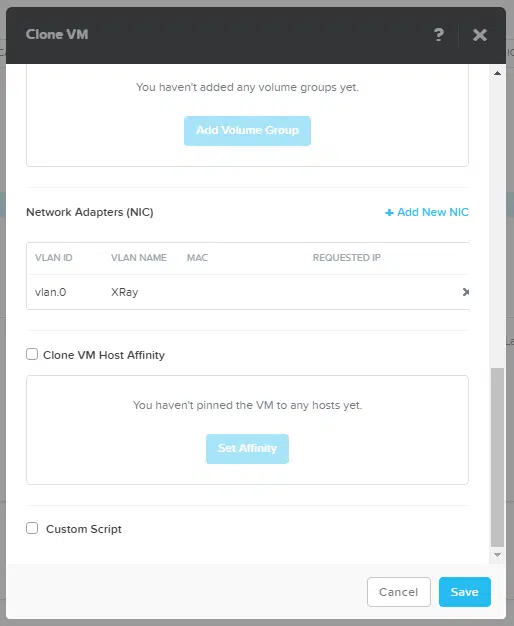 Clone VM ?
You haven't added any volume groups yet.
Add Volume Group
Network Adapters (NIC) + Add New NIC
VLAN ID VLAN NAME MAC REQUESTED IP
vlan.0 XRay
Clone VM Host Affinity
You haven't pinned the VM to any hosts yet.
Set Affinity
Custom Script
Cancel Save